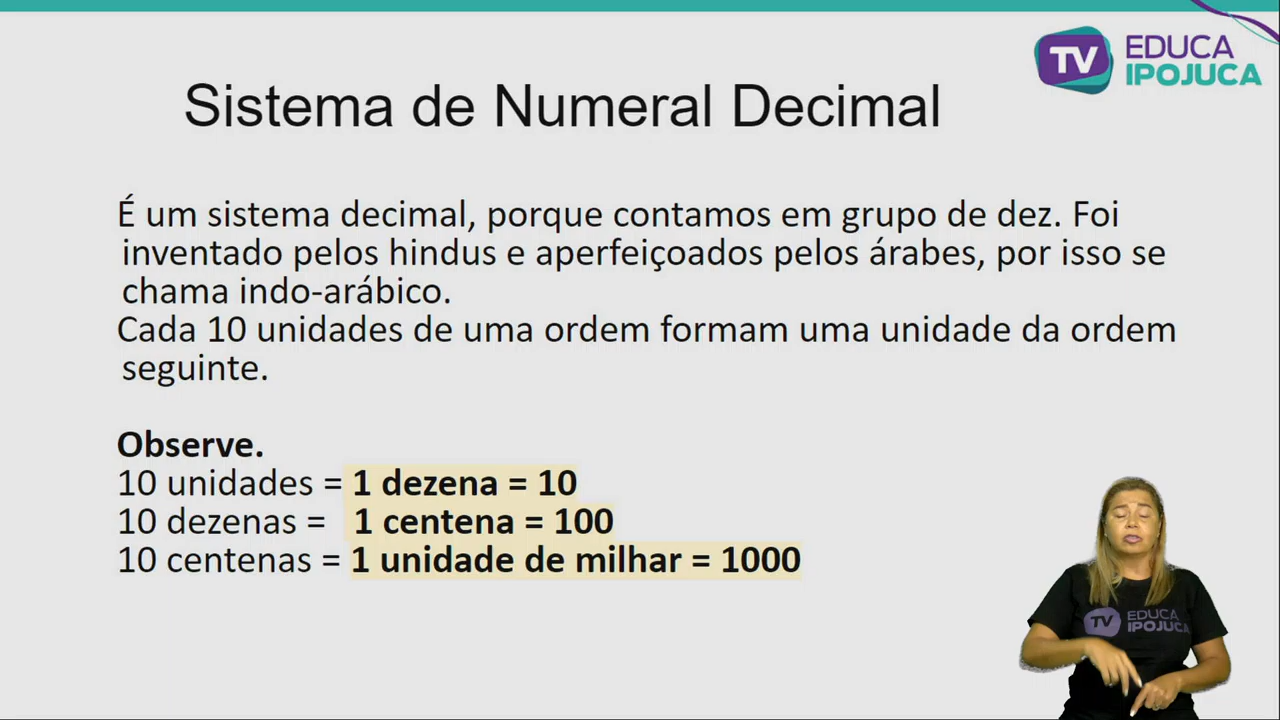 TV EDUCA
IPOJUCA
Sistema de Numeral Decimal
É um sistema decimal, porque contamos em grupo de dez. Foi
inventado pelos hindus e aperfeiçoados pelos árabes, por isso se
chama indo-arábico.
Cada 10 unidades de uma ordem formam uma unidade da ordem
seguinte.
Observe.
10 unidades = 1 dezena = 10
10 dezenas = 1 centena = 100
10 centenas = 1 unidade de milhar = 1000
TV EDUCA
IPOJUCA